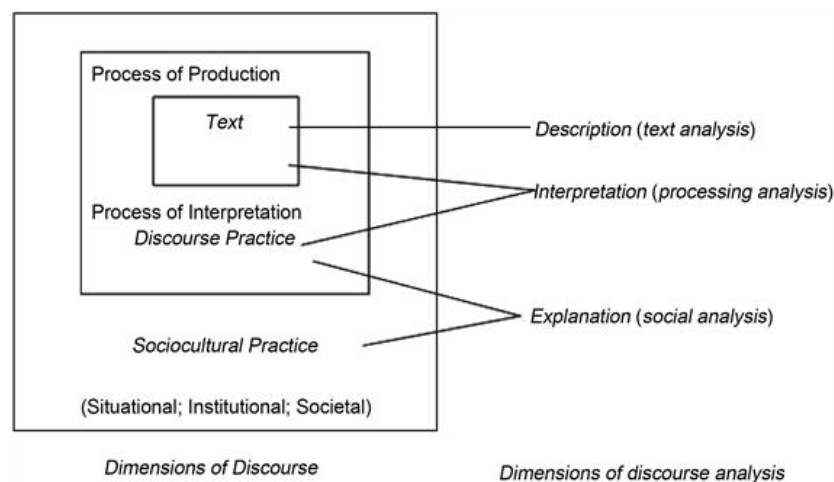 Process of Production
Text
Description (text analysis)
Interpretation (processing analysis)
Process of Interpretation
Discourse Practice
Explanation (social analysis)
Sociocultural Practice
(Situational; Institutional; Societal)
Dimensions of Discourse
Dimensions of discourse analysis